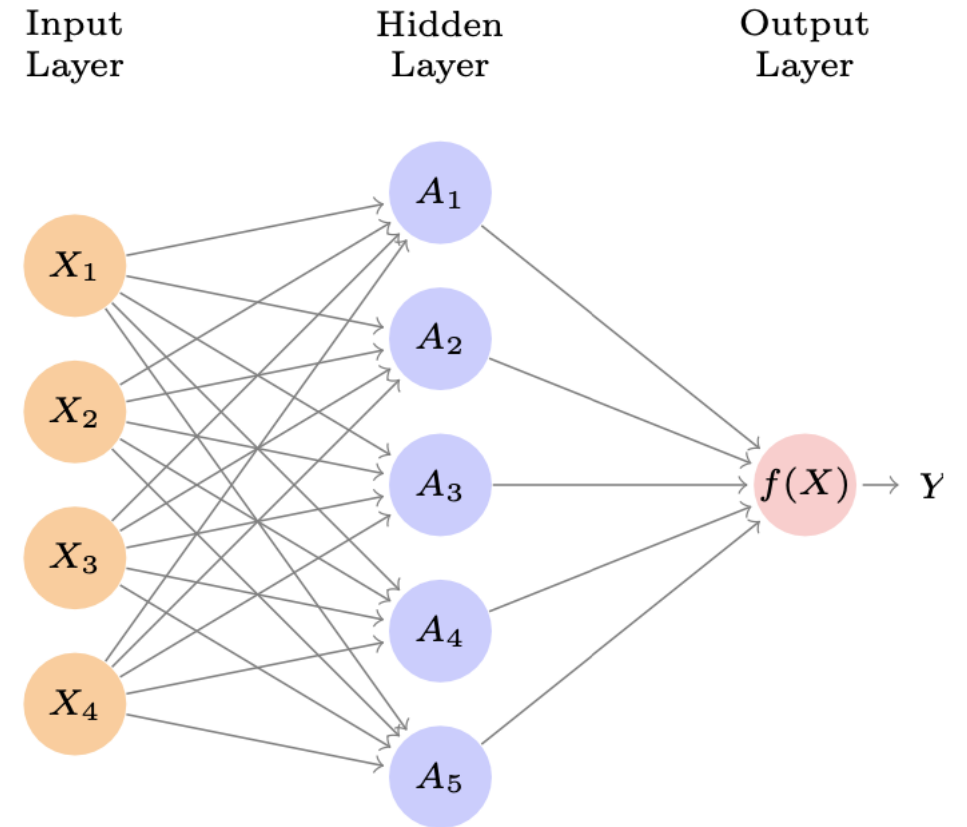 Input
Layer
Hidden
Layer
Output
Layer
X₁
X₂
X₃
X₄
A₁
A₂
A₃
A₄
A₅
f(X)
Y